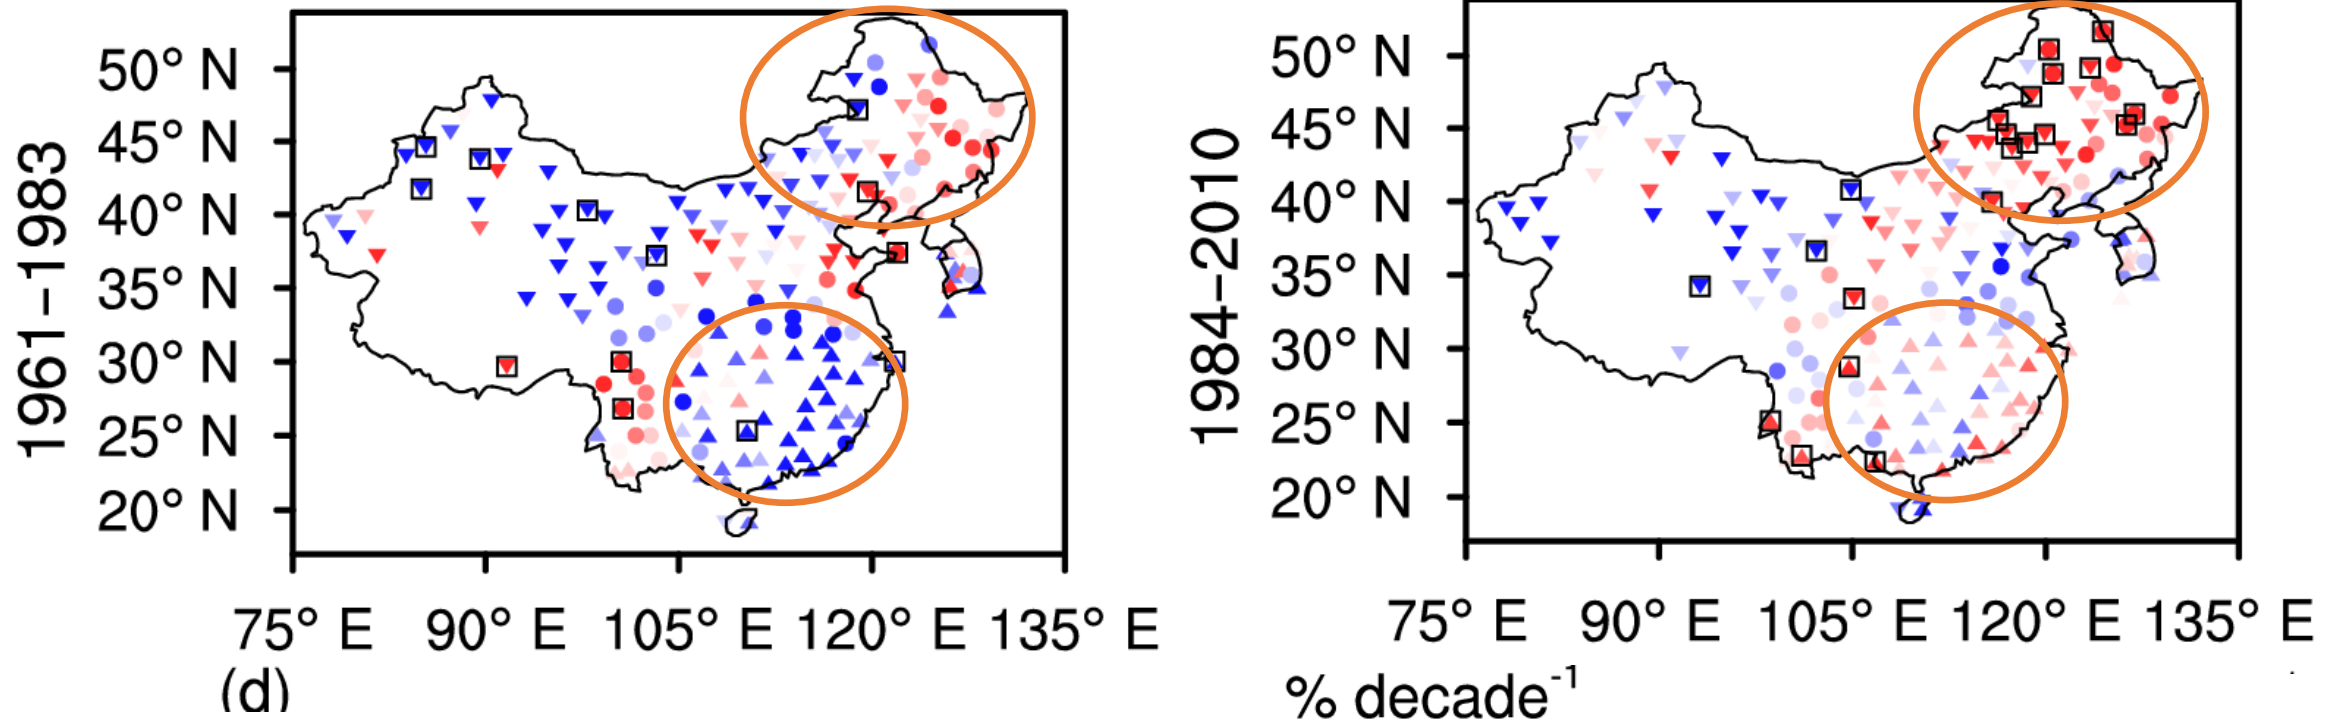 1961–1983
50° N
45° N
40° N
35° N
30° N
25° N
20° N
75° E 90° E 105° E 120° E 135° E
(d)
1984–2010
50° N
45° N
40° N
35° N
30° N
25° N
20° N
75° E 90° E 105° E 120° E 135° E
% decade⁻¹